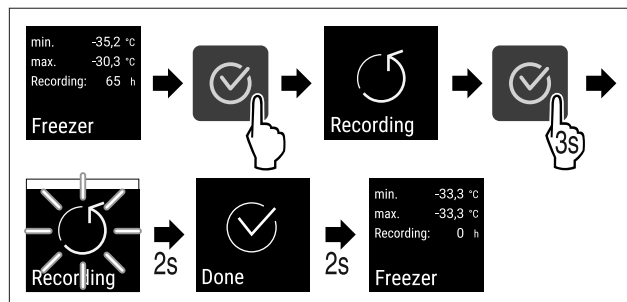 min. -35,2 °C
max. -30,3 °C
Recording: 65 h
Freezer
Recording
3s
Recording
2s
Done
2s
min. -33,3 °C
max. -33,3 °C
Recording: 0 h
Freezer